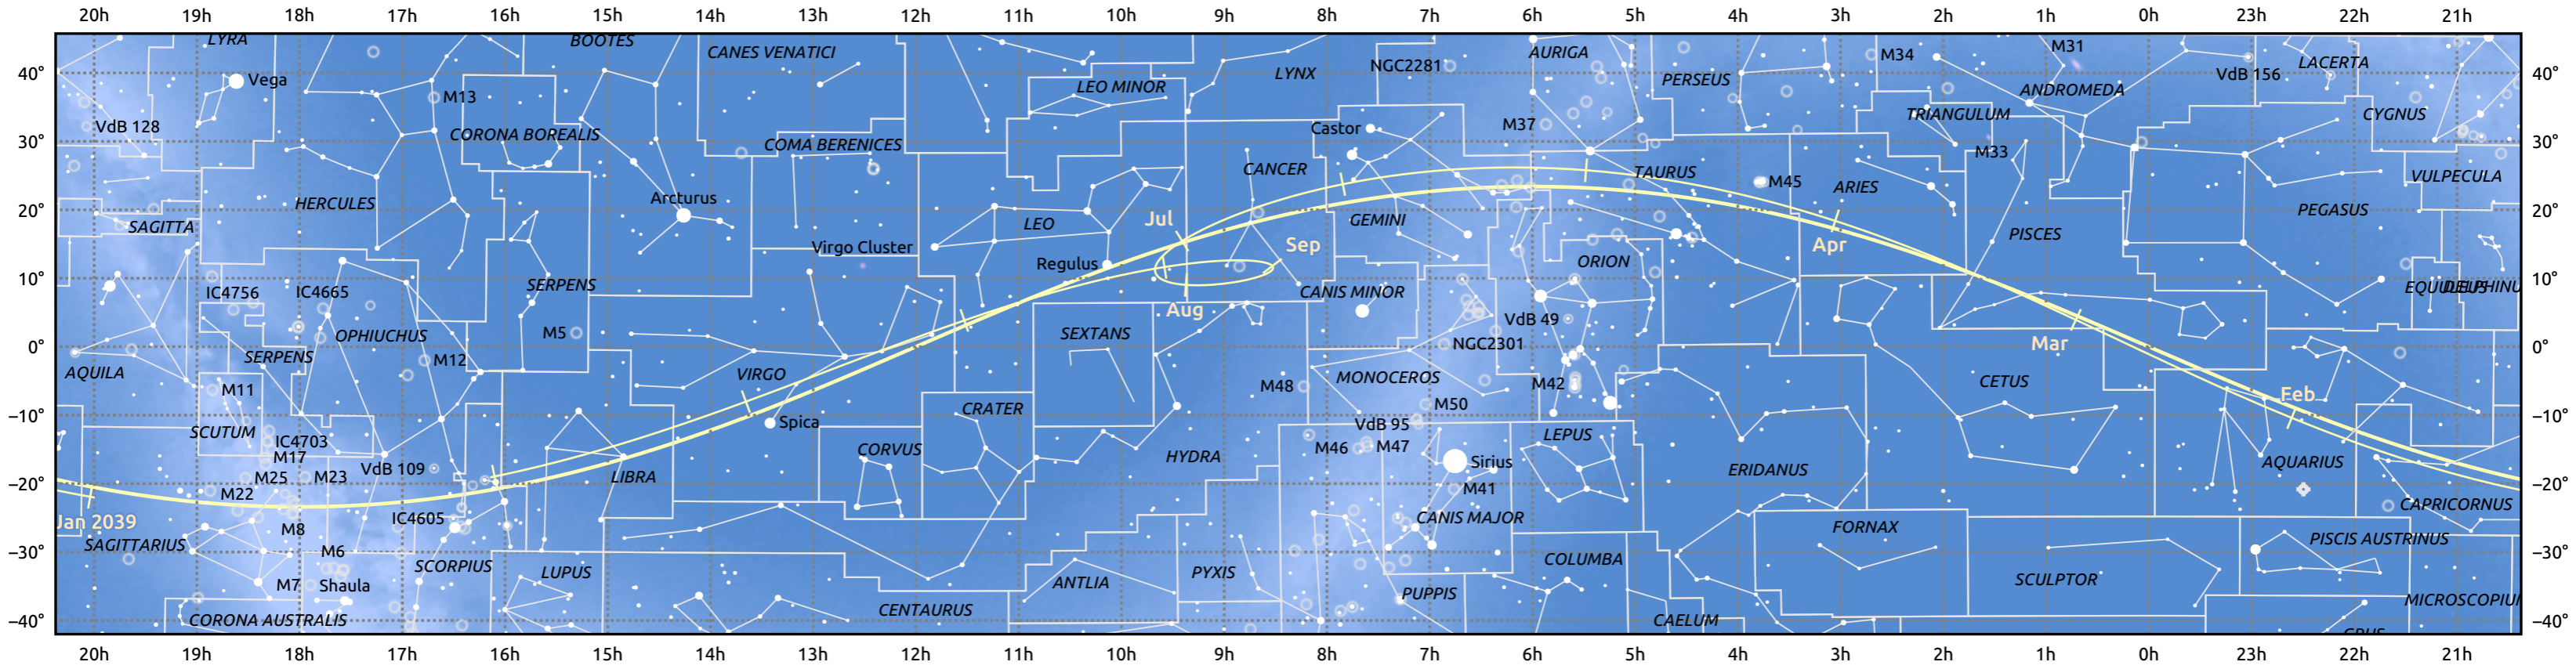 20h 19h 18h 17h 16h 15h 14h 13h 12h 11h 10h 9h 8h 7h 6h 5h 4h 3h 2h 1h 0h 23h 22h 21h
LYRA
BOOTES
CANES VENATICI
AURIGA
M31
40°
Vega
M13
LEO MINOR
LYNX
NGC2281
PERSEUS
M34
ANDROMEDA
VdB 156
LACERTA
40°
VdB 128
CORONA BOREALIS
COMA BERENICES
Castor
M37
TRIANGULUM
CYGNUS
30°
M33
30°
HERCULES
Arcturus
CANCER
TAURUS
M45
ARIES
VULPECULA
20°
SAGITTA
LEO
Jul
GEMINI
PISCES
PEGASUS
20°
Virgo Cluster
Sep
Apr
Regulus
ORION
10°
IC4756
IC4665
SERPENS
CANIS MINOR
EQUULEUS
DELPHINU
10°
Aug
OPHIUCHUS
M5
SEXTANS
VdB 49
0°
SERPENS
M12
NGC2301
Mar
0°
AQUILA
VIRGO
M48
MONOCEROS
M42
CETUS
M11
CRATER
M50
Feb
−10°
SCUTUM
Spica
VdB 95
−10°
IC4703
M17
CORVUS
HYDRA
M46
M47
LEPUS
M25
M23
VdB 109
LIBRA
Sirius
ERIDANUS
AQUARIUS
−20°
M22
M41
−20°
Jan 2039
M8
IC4605
CANIS MAJOR
FORNAX
CAPRICORNUS
SAGITTARIUS
M6
SCORPIUS
COLUMBA
PISCIS AUSTRINUS
−30°
M7
Shaula
LUPUS
ANTLIA
PYXIS
PUPPIS
SCULPTOR
−30°
CORONA AUSTRALIS
CENTAURUS
CAELUM
MICROSCOPIUM
−40°
GRUS
−40°
20h 19h 18h 17h 16h 15h 14h 13h 12h 11h 10h 9h 8h 7h 6h 5h 4h 3h 2h 1h 0h 23h 22h 21h